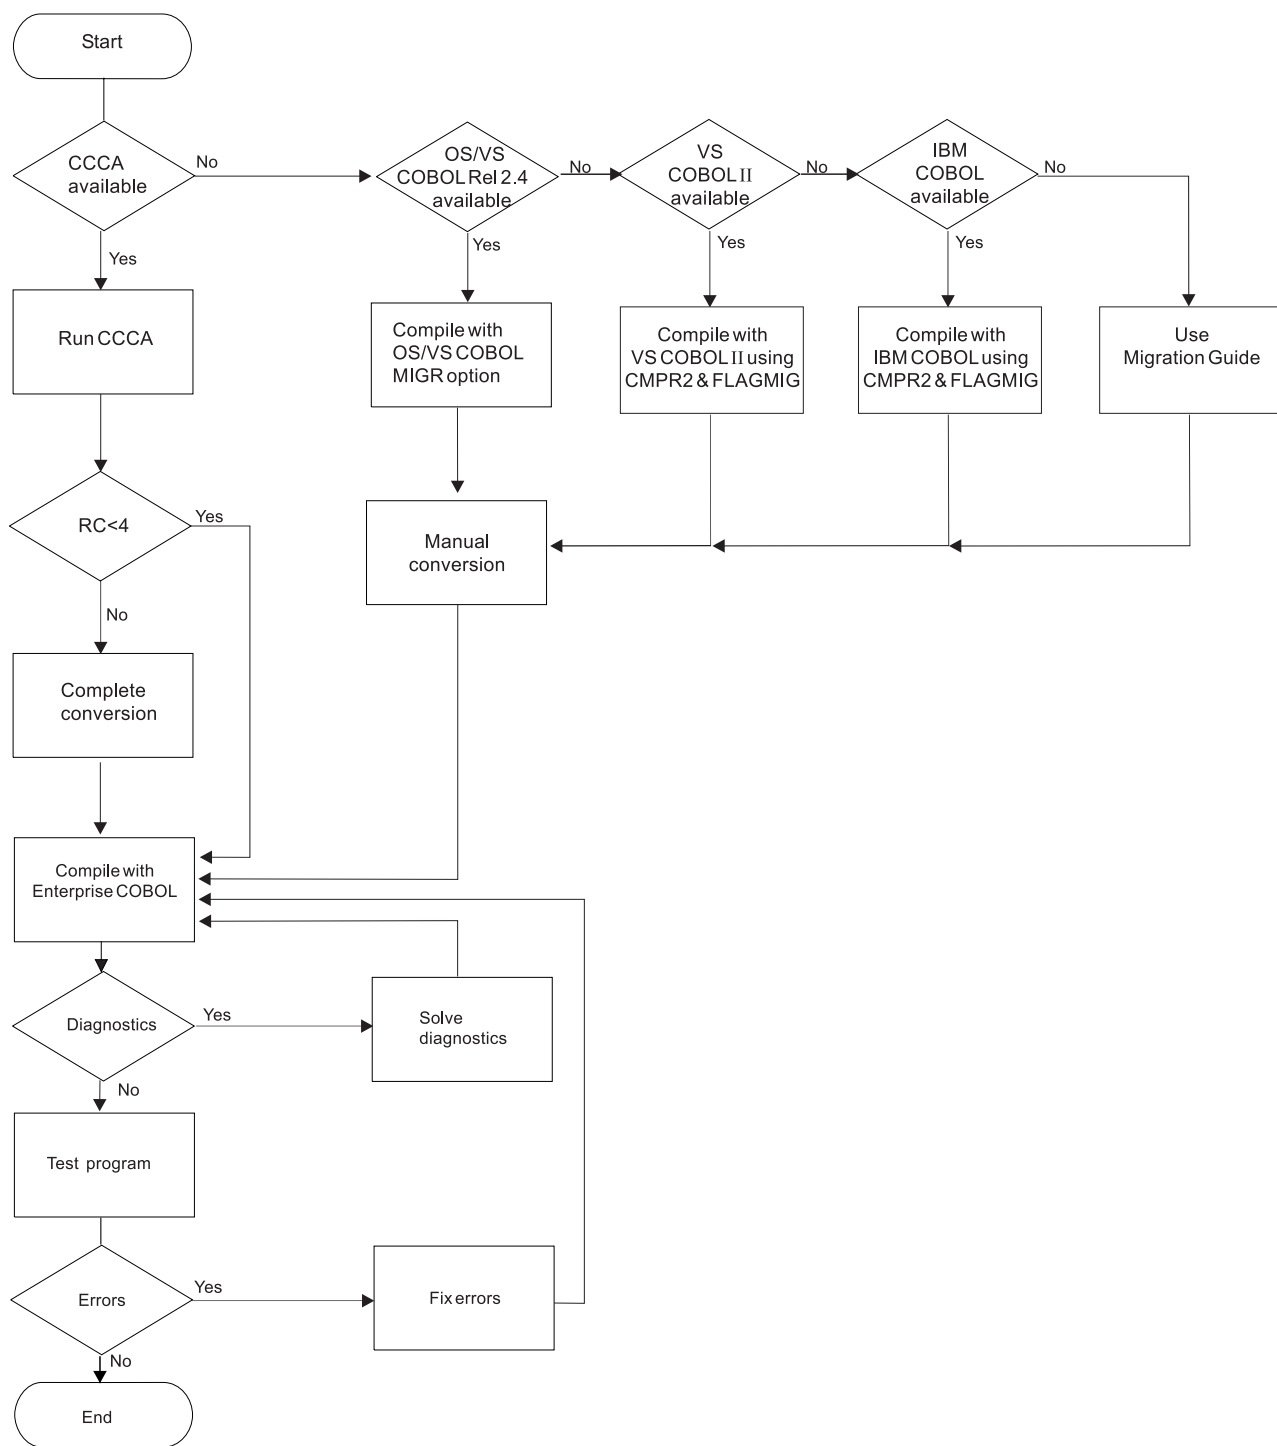 Start
CCCA
available
No
OS/VS
COBOL Rel 2.4
available
No
VS
COBOL II
available
No
IBM
COBOL
available
No
Yes
Yes
Yes
Yes
Run CCCA
Compile with
OS/VS COBOL
MIGR option
Compile with
VS COBOL II using
CMPR2 & FLAGMIG
Compile with
IBM COBOL using
CMPR2 & FLAGMIG
Use
Migration Guide
RC<4
Yes
Manual
conversion
No
Complete
conversion
Compile with
Enterprise COBOL
Diagnostics
Yes
Solve
diagnostics
No
Test program
Errors
Yes
Fix errors
No
End